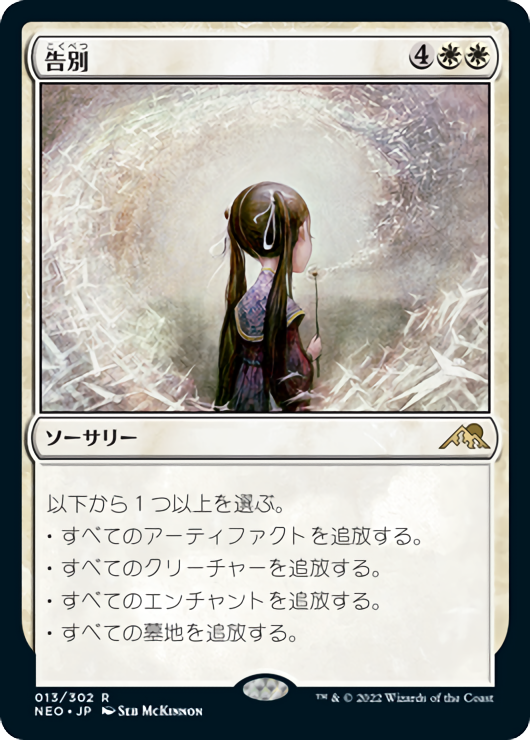 こくべつ
告別 4
ソーサリー
以下から1つ以上を選ぶ。
・すべてのアーティファクトを追放する。
・すべてのクリーチャーを追放する。
・すべてのエンチャントを追放する。
・すべての墓地を追放する。
013/302 R
NEO • JP Seb McKinnon
™ & © 2022 Wizards of the Coast